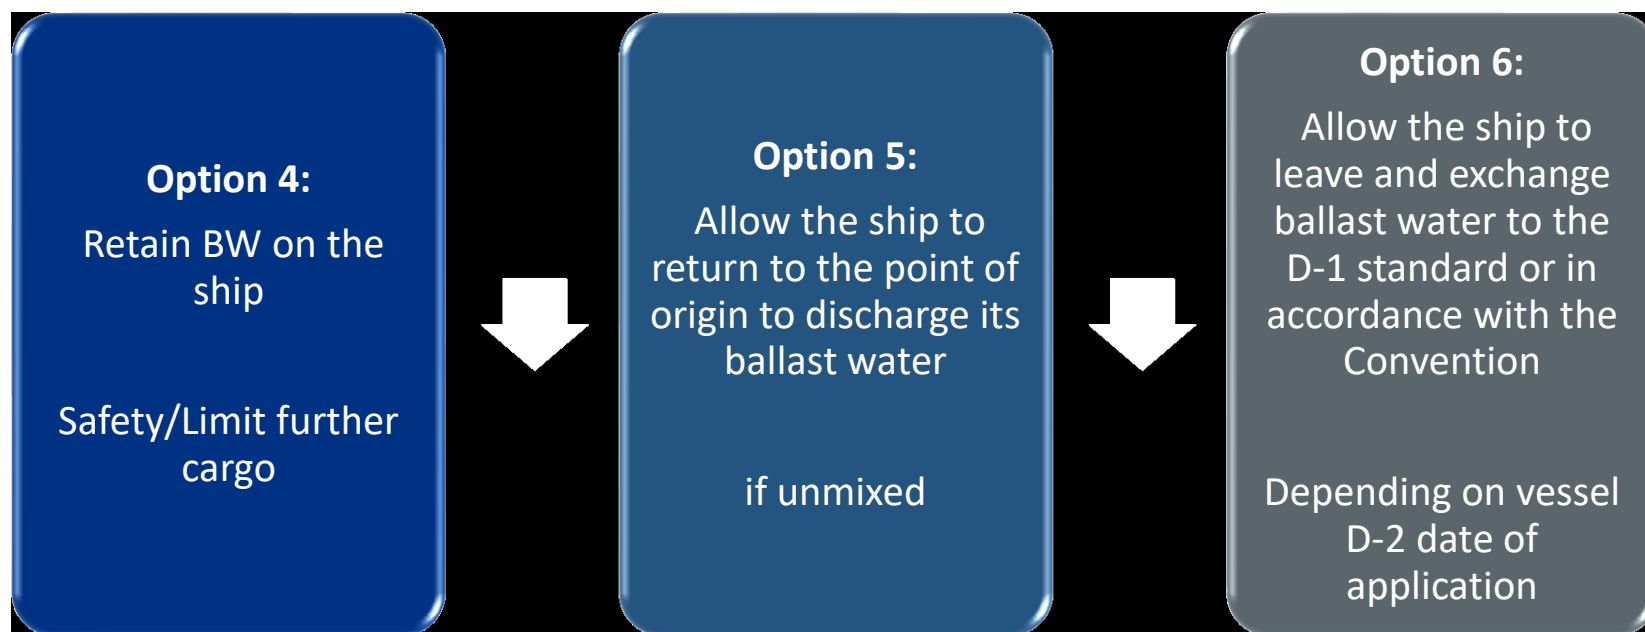 Option 4:
Retain BW on the
ship
Safety/Limit further
cargo
Option 5:
Allow the ship to
return to the point of
origin to discharge its
ballast water
if unmixed
Option 6:
Allow the ship to
leave and exchange
ballast water to the
D-1 standard or in
accordance with the
Convention
Depending on vessel
D-2 date of
application